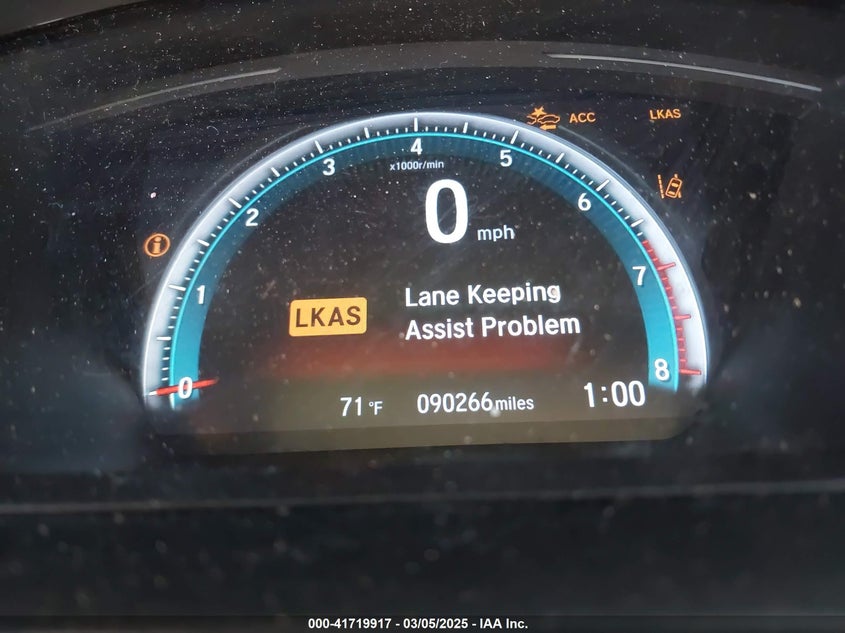 ACC
LKAS
0 1 2 3 4 5 6 7 8
x1000r/min
0 mph
i
LKAS
Lane Keeping
Assist Problem
71 °F
090266 miles
1:00
000-41719917 - 03/05/2025 - IAA Inc.